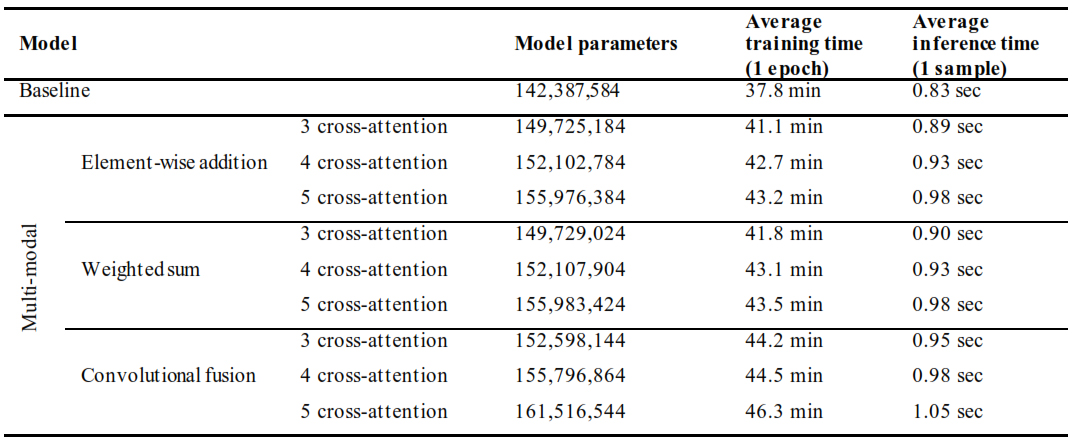 Model Model parameters Average training time (1 epoch) Average inference time (1 sample)
Baseline 142,387,584 37.8 min 0.83 sec
Multi-modal
Element-wise addition
3 cross-attention 149,725,184 41.1 min 0.89 sec
4 cross-attention 152,102,784 42.7 min 0.93 sec
5 cross-attention 155,976,384 43.2 min 0.98 sec
Weighted sum
3 cross-attention 149,729,024 41.8 min 0.90 sec
4 cross-attention 152,107,904 43.1 min 0.93 sec
5 cross-attention 155,983,424 43.5 min 0.98 sec
Convolutional fusion
3 cross-attention 152,598,144 44.2 min 0.95 sec
4 cross-attention 155,796,864 44.5 min 0.98 sec
5 cross-attention 161,516,544 46.3 min 1.05 sec